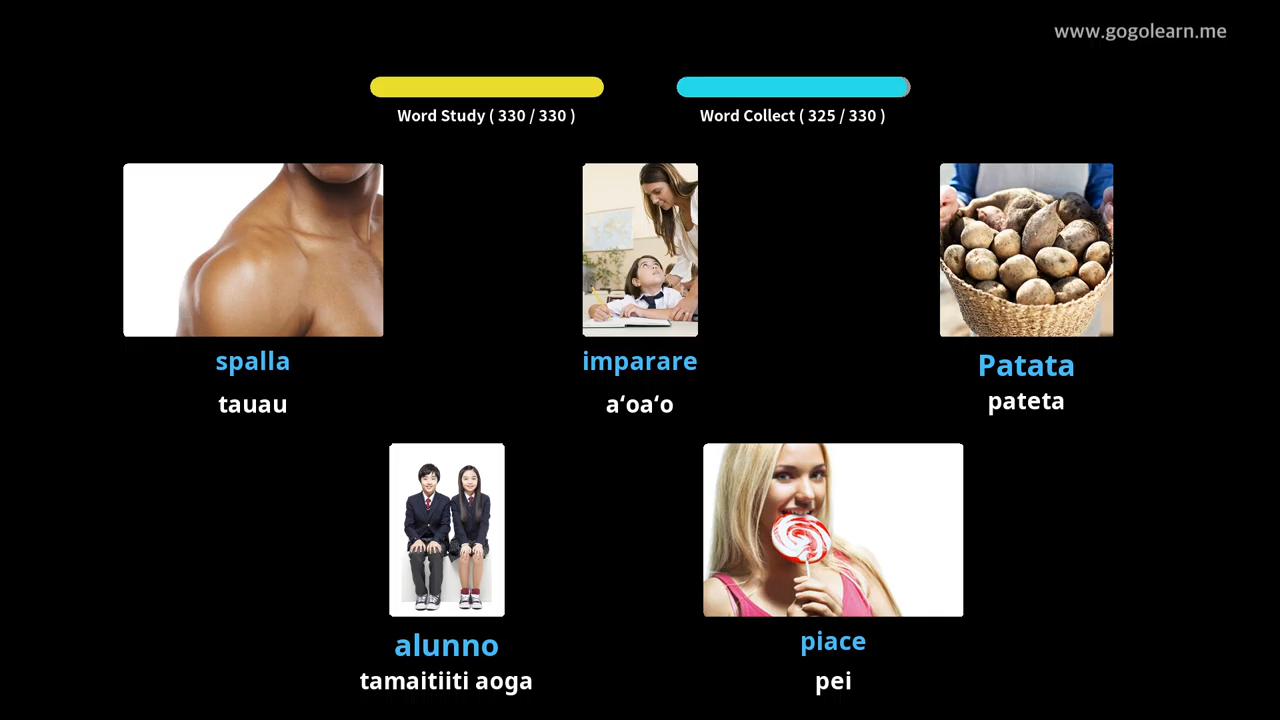 www.gogolearn.me
Word Study ( 330 / 330 )
Word Collect ( 325 / 330 )
spalla
tauau
imparare
aʻoaʻo
Patata
pateta
alunno
tamaitiiti aoga
piace
pei